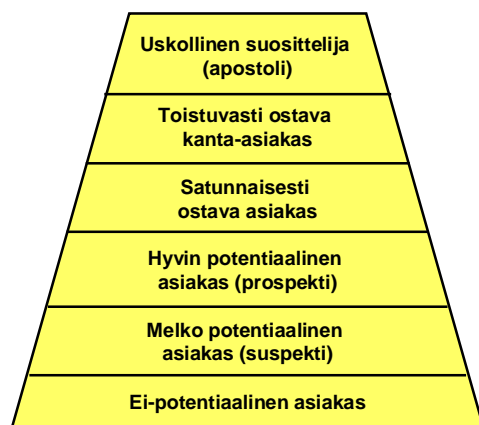 Uskollinen suosittelija
(apostoli)
Toistuvasti ostava
kanta-asiakas
Satunnaisesti
ostava asiakas
Hyvin potentiaalinen
asiakas (prospekti)
Melko potentiaalinen
asiakas (suspekti)
Ei-potentiaalinen asiakas